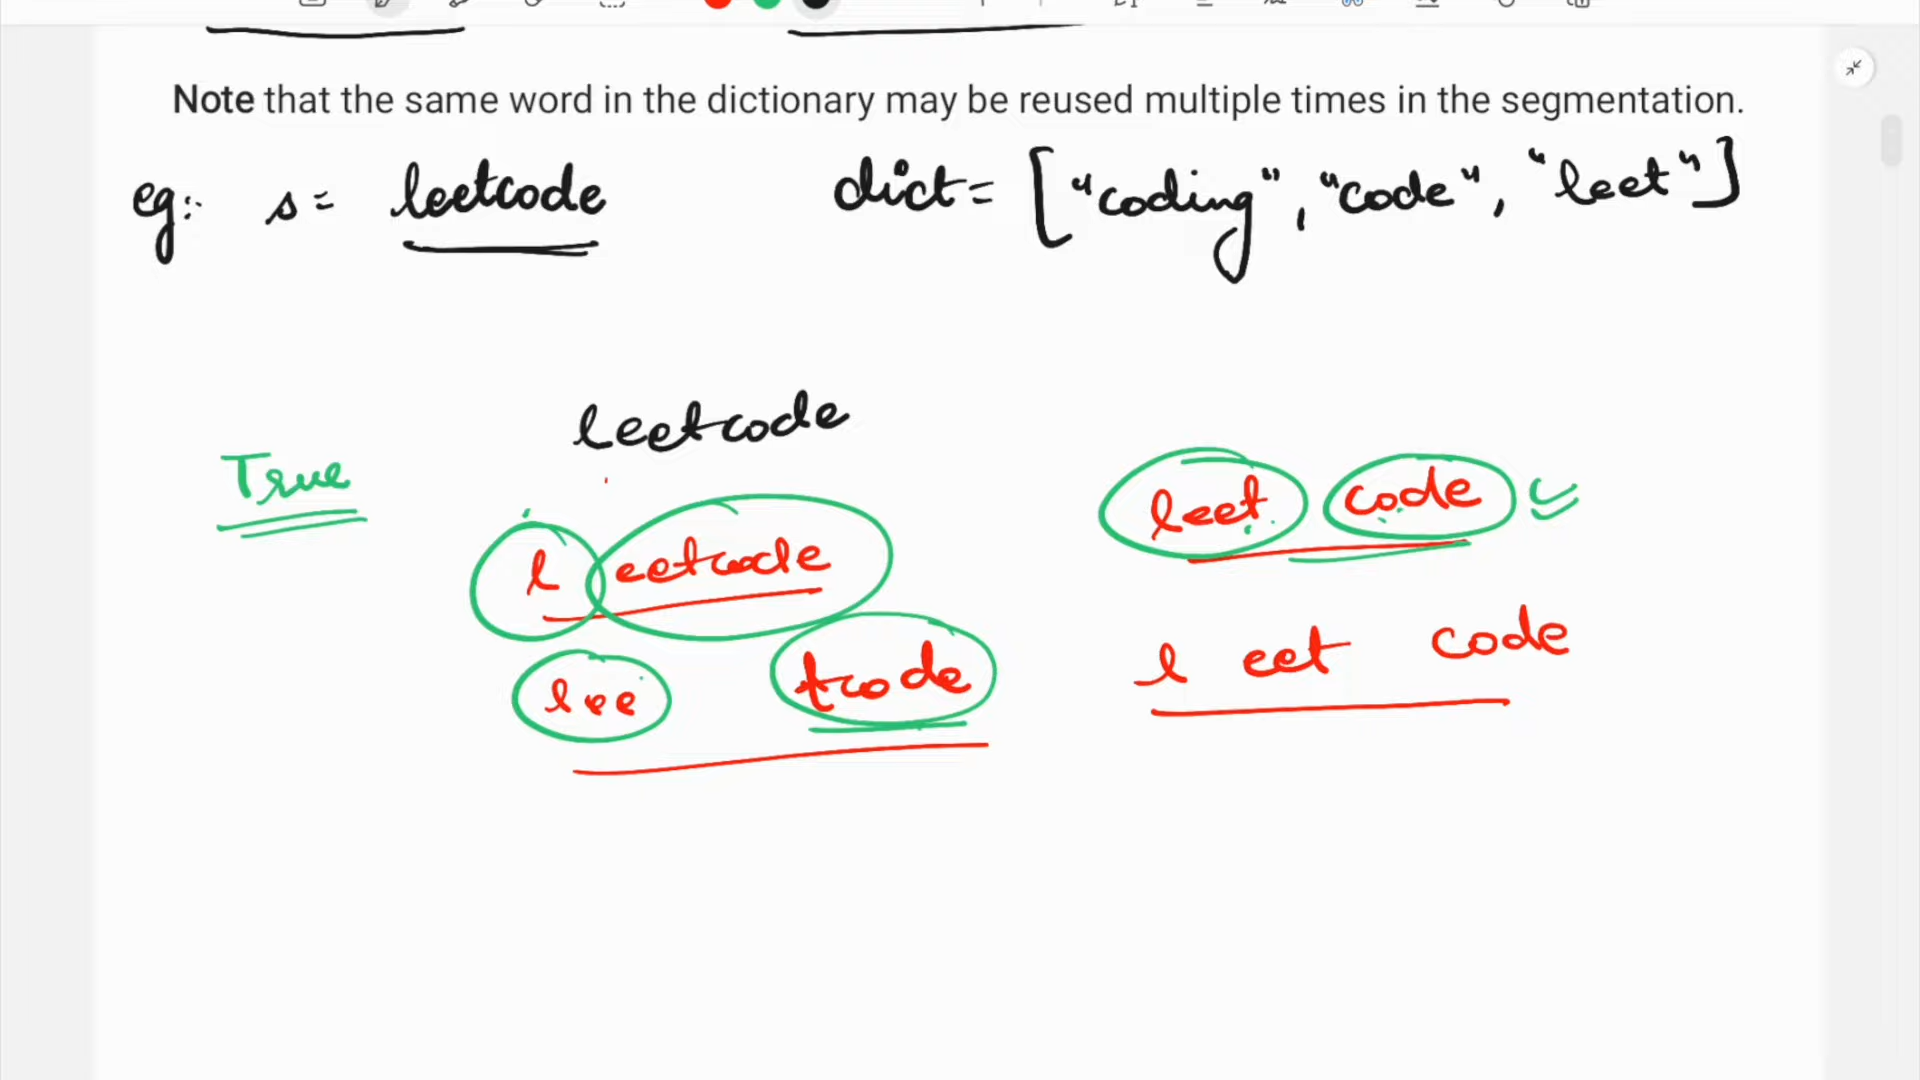 Note that the same word in the dictionary may be reused multiple times in the segmentation.
eg:- s = leetcode dict = ["coding", "code", "leet"]
leetcode
True
l eetcode
leet code
lee tcode
l eet code